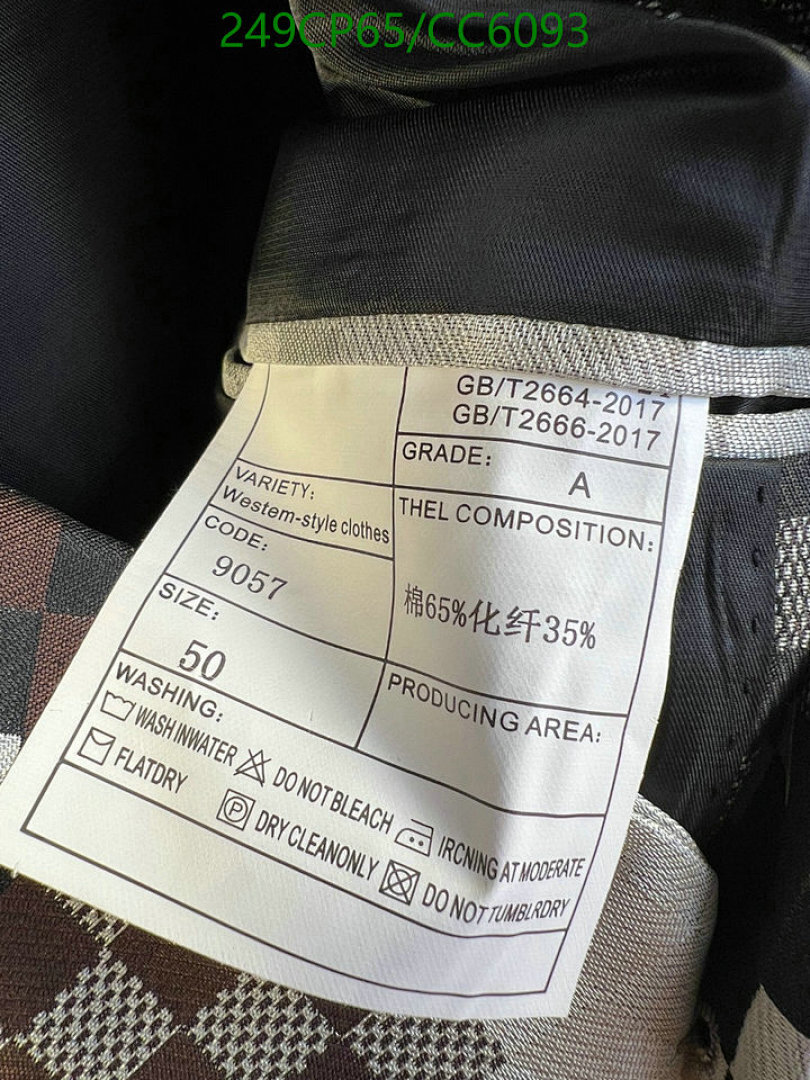 249CP65/CC6093
GB/T2664-2017
GB/T2666-2017
GRADE:
A
VARIETY:
Westem-style clothes
THEL COMPOSITION:
CODE:
9057
棉65%化纤35%
SIZE:
50
PRODUCING AREA:
WASHING:
WASH INWATER DO NOT BLEACH IRCNING AT MODERATE
FLATDRY P DRY CLEANONLY DO NOT TUMBLRDRY